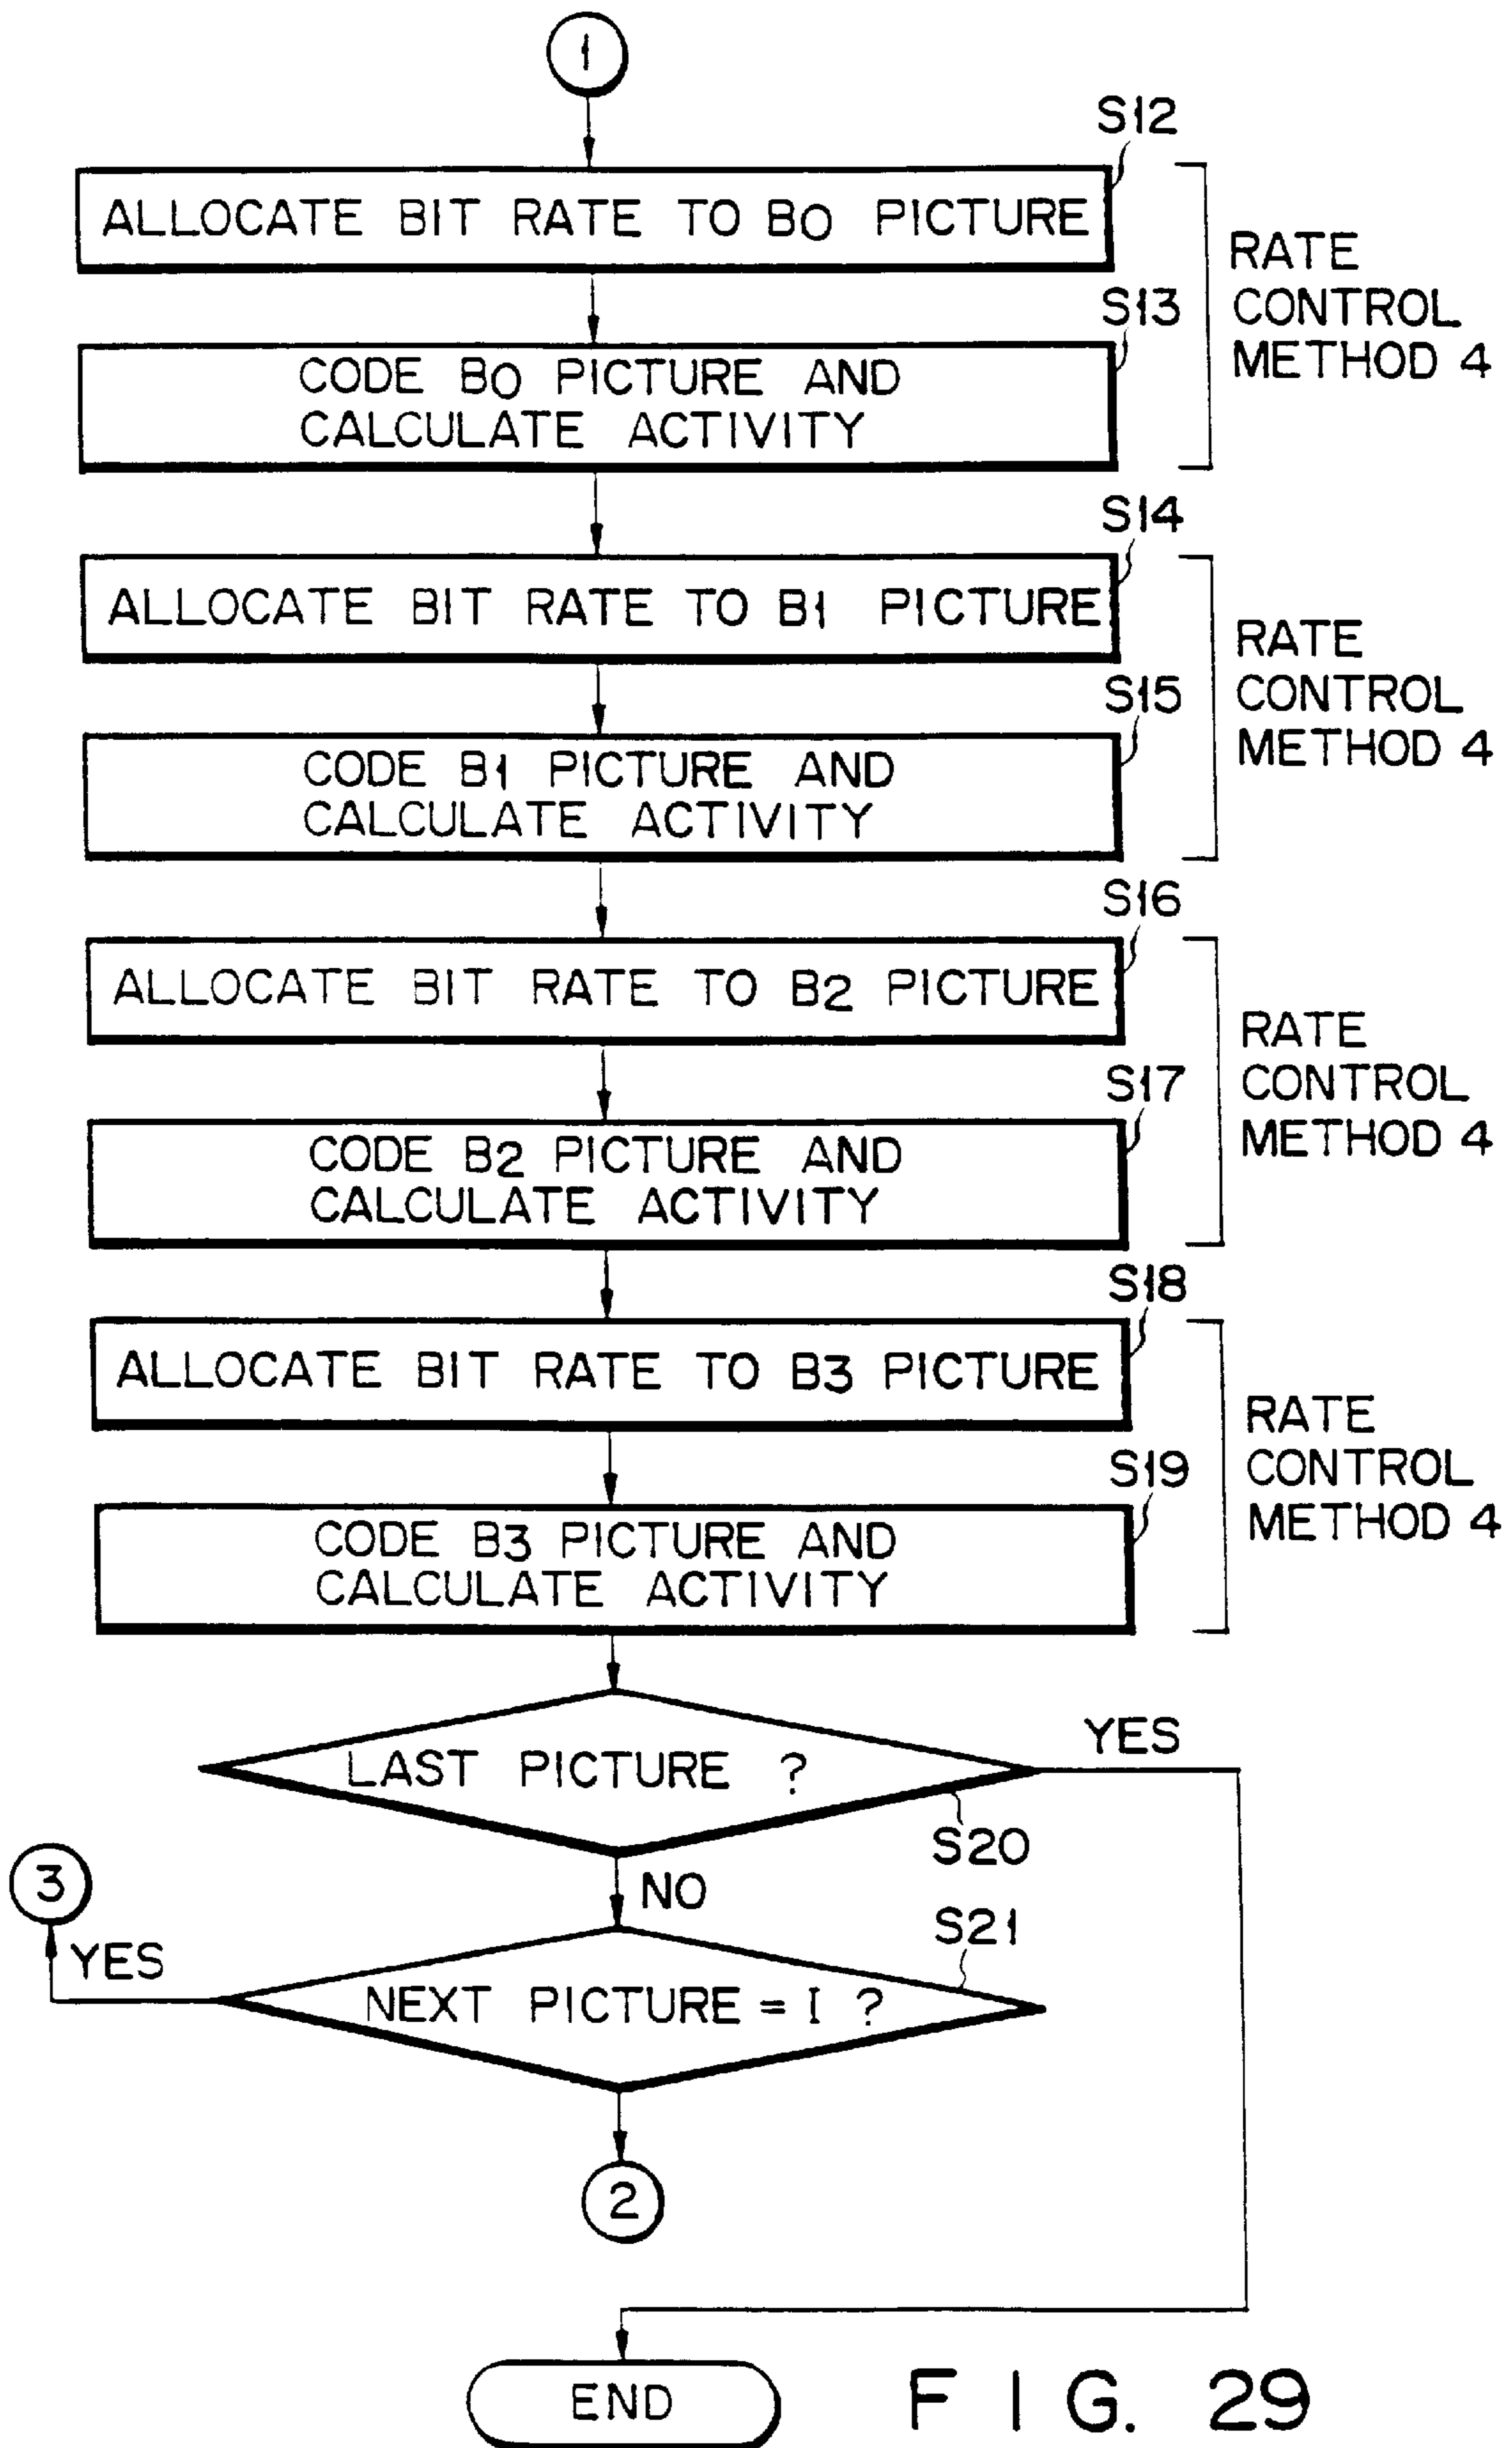 1
S12
ALLOCATE BIT RATE TO B0 PICTURE
RATE
CONTROL
METHOD 4
S13
CODE B0 PICTURE AND
CALCULATE ACTIVITY
S14
ALLOCATE BIT RATE TO B1 PICTURE
RATE
CONTROL
METHOD 4
S15
CODE B1 PICTURE AND
CALCULATE ACTIVITY
S16
ALLOCATE BIT RATE TO B2 PICTURE
RATE
CONTROL
METHOD 4
S17
CODE B2 PICTURE AND
CALCULATE ACTIVITY
S18
ALLOCATE BIT RATE TO B3 PICTURE
RATE
CONTROL
METHOD 4
S19
CODE B3 PICTURE AND
CALCULATE ACTIVITY
LAST PICTURE ?
YES
S20
NO
3
YES
S21
NEXT PICTURE = I ?
2
END
FIG. 29